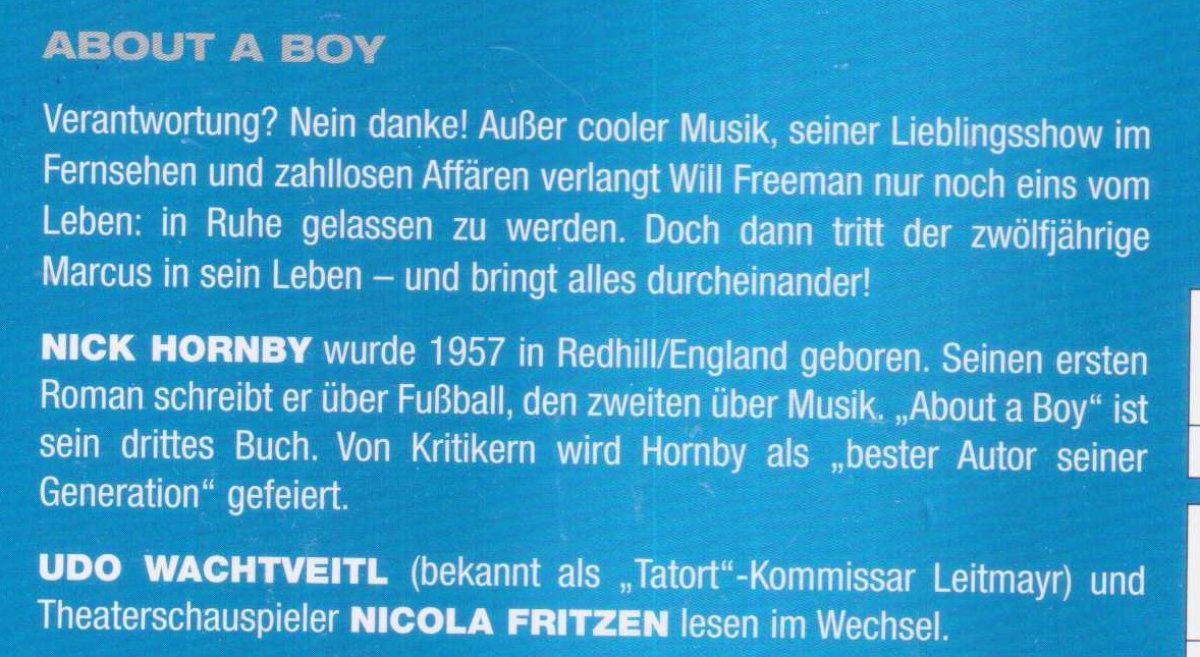 ABOUT A BOY
Verantwortung? Nein danke! Außer cooler Musik, seiner Lieblingsshow im
Fernsehen und zahllosen Affären verlangt Will Freeman nur noch eins vom
Leben: in Ruhe gelassen zu werden. Doch dann tritt der zwölfjährige
Marcus in sein Leben – und bringt alles durcheinander!
NICK HORNBY wurde 1957 in Redhill/England geboren. Seinen ersten
Roman schreibt er über Fußball, den zweiten über Musik. „About a Boy“ ist
sein drittes Buch. Von Kritikern wird Hornby als „bester Autor seiner
Generation“ gefeiert.
UDO WACHTVEITL (bekannt als „Tatort“-Kommissar Leitmayr) und
Theaterschauspieler NICOLA FRITZEN lesen im Wechsel.